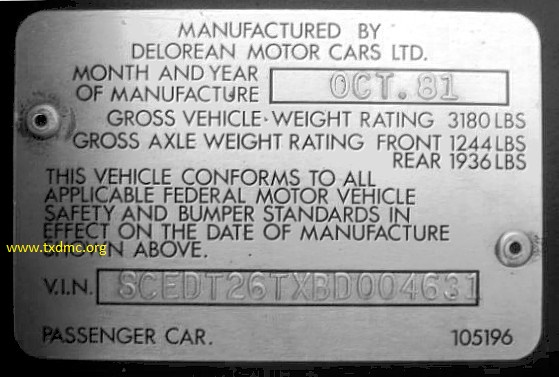 MANUFACTURED BY
DELOREAN MOTOR CARS LTD.
MONTH AND YEAR
OF MANUFACTURE OCT. 81
GROSS VEHICLE·WEIGHT RATING 3180 LBS
GROSS AXLE WEIGHT RATING FRONT 1244 LBS
REAR 1936 LBS
THIS VEHICLE CONFORMS TO ALL
APPLICABLE FEDERAL MOTOR VEHICLE
SAFETY AND BUMPER STANDARDS IN
EFFECT ON THE DATE OF MANUFACTURE
www.txdmc.org
SHOWN ABOVE.
V.I.N. SCEDT26TXBD004631
PASSENGER CAR. 105196